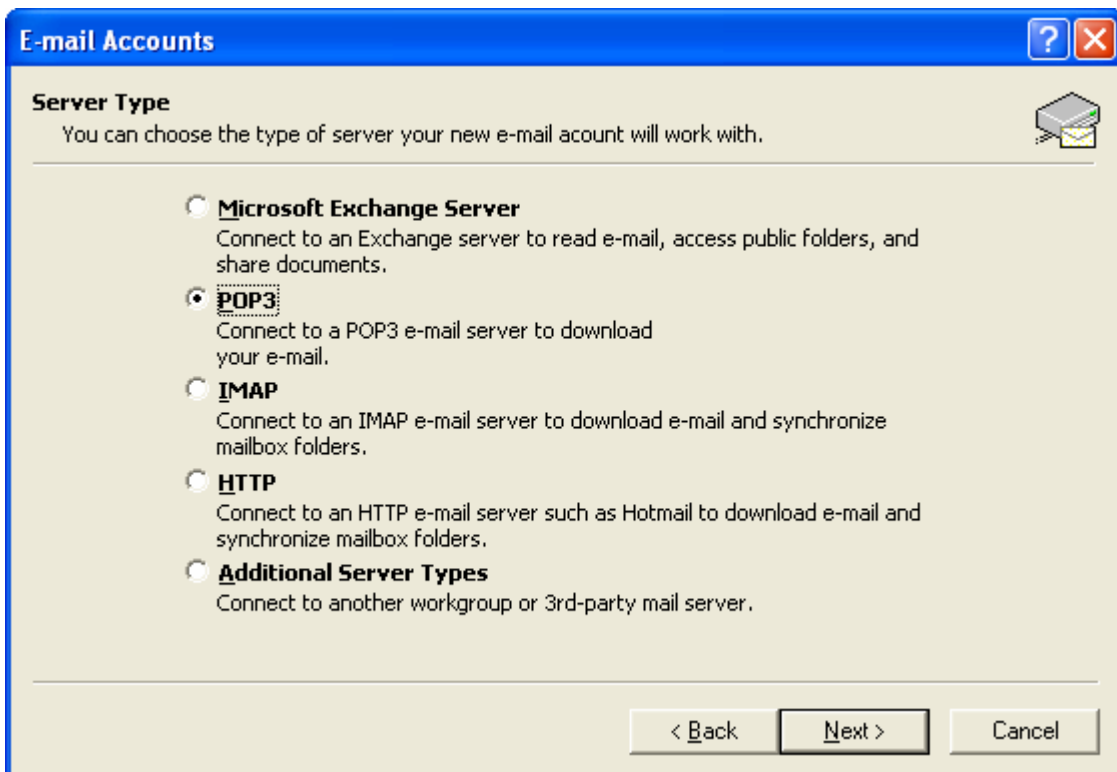 E-mail Accounts
Server Type
You can choose the type of server your new e-mail acount will work with.
Microsoft Exchange Server
Connect to an Exchange server to read e-mail, access public folders, and
share documents.
POP3
Connect to a POP3 e-mail server to download
your e-mail.
IMAP
Connect to an IMAP e-mail server to download e-mail and synchronize
mailbox folders.
HTTP
Connect to an HTTP e-mail server such as Hotmail to download e-mail and
synchronize mailbox folders.
Additional Server Types
Connect to another workgroup or 3rd-party mail server.
< Back Next > Cancel